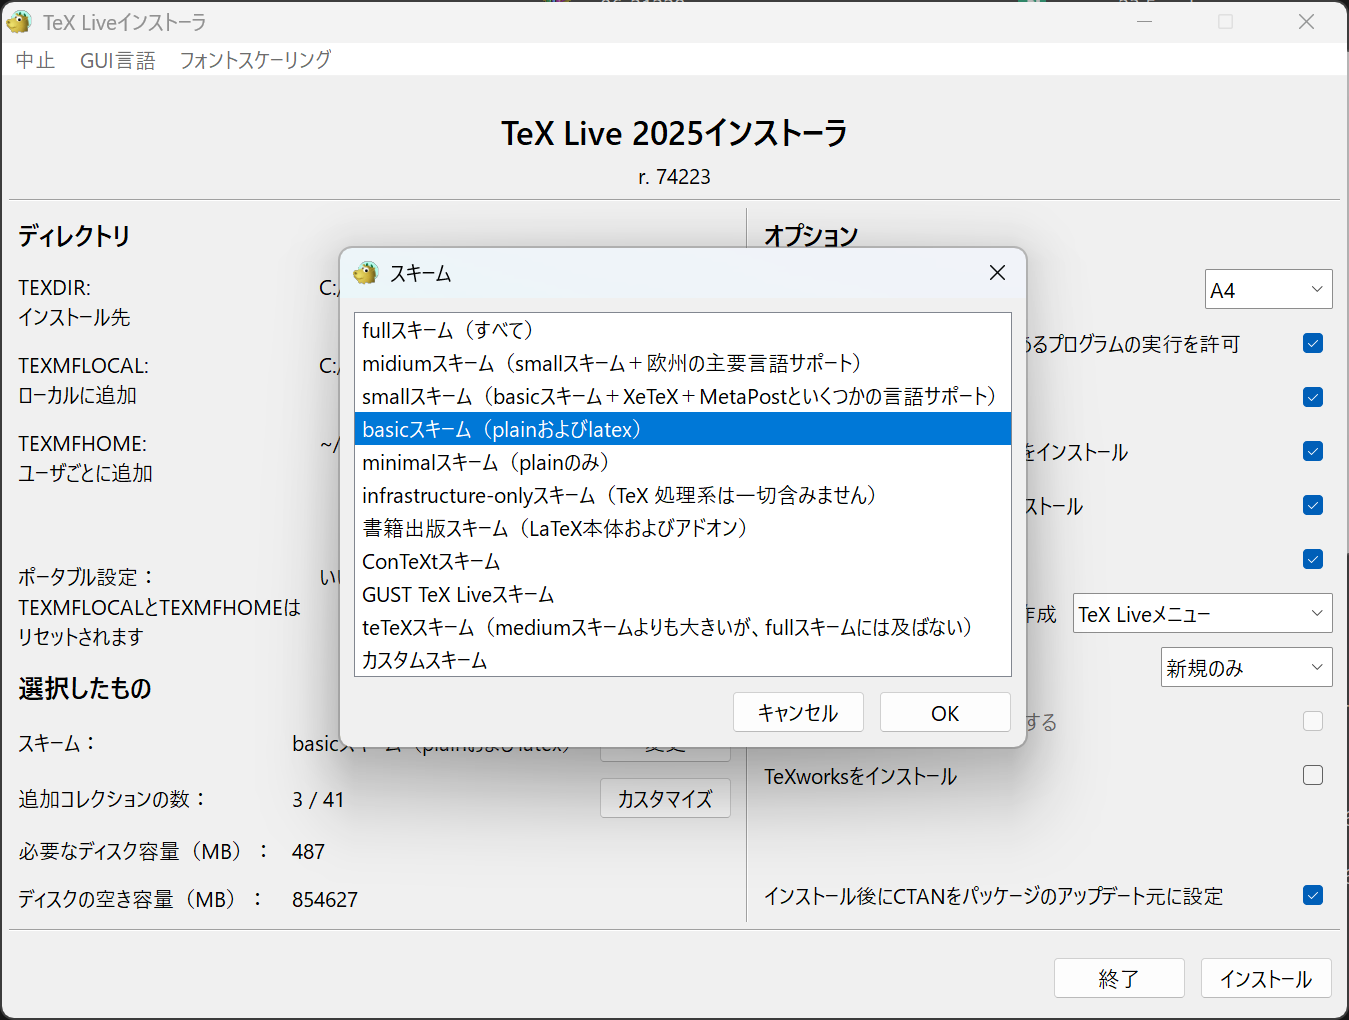 TeX Liveインストーラ
中止 GUI言語 フォントスケーリング
TeX Live 2025インストーラ
r. 74223
ディレクトリ
TEXDIR:
インストール先
C:/
TEXMFLOCAL:
ローカルに追加
C:/
TEXMFHOME:
ユーザごとに追加
~/
ポータブル設定：
TEXMFLOCALとTEXMFHOMEは
リセットされます
選択したもの
スキーム：
basicスキーム（plainおよびlatex）
変更
追加コレクションの数：
3 / 41
カスタマイズ
必要なディスク容量（MB）：
487
ディスクの空き容量（MB）：
854627
スキーム
fullスキーム（すべて）
midiumスキーム（smallスキーム＋欧州の主要言語サポート）
smallスキーム（basicスキーム＋XeTeX＋MetaPostといくつかの言語サポート）
basicスキーム（plainおよびlatex）
minimalスキーム（plainのみ）
infrastructure-onlyスキーム（TeX 処理系は一切含みません）
書籍出版スキーム（LaTeX本体およびアドオン）
ConTeXtスキーム
GUST TeX Liveスキーム
teTeXスキーム（mediumスキームよりも大きいが、fullスキームには及ばない）
カスタムスキーム
キャンセル
OK
オプション
A4
あるプログラムの実行を許可
をインストール
ストール
作成
TeX Liveメニュー
新規のみ
する
TeXworksをインストール
インストール後にCTANをパッケージのアップデート元に設定
終了
インストール